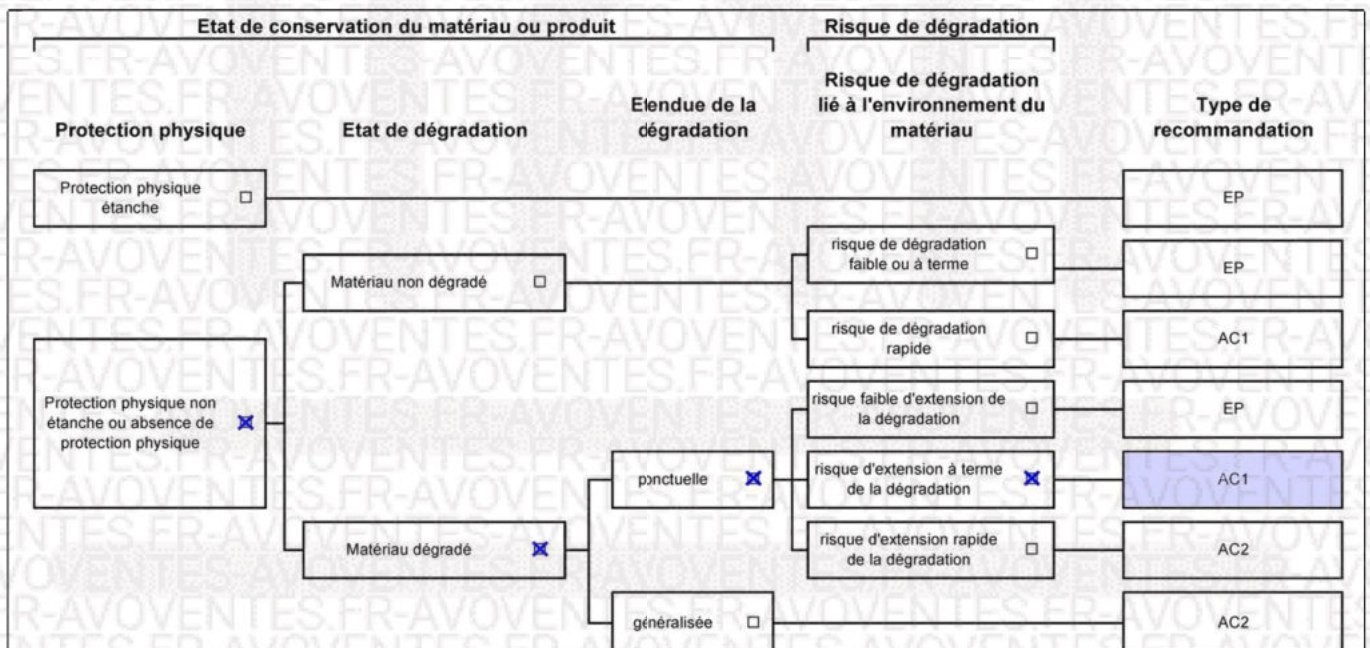 Etat de conservation du matériau ou produit
Risque de dégradation
Protection physique
Etat de dégradation
Etendue de la
dégradation
Risque de dégradation
lié à l'environnement du
matériau
Type de
recommandation
Protection physique
étanche
EP
Matériau non dégradé
risque de dégradation
faible ou à terme
EP
risque de dégradation
rapide
AC1
Protection physique non
étanche ou absence de
protection physique
risque faible d'extension de
la dégradation
EP
ponctuelle
risque d'extension à terme
de la dégradation
AC1
Matériau dégradé
risque d'extension rapide
de la dégradation
AC2
généralisée
AC2